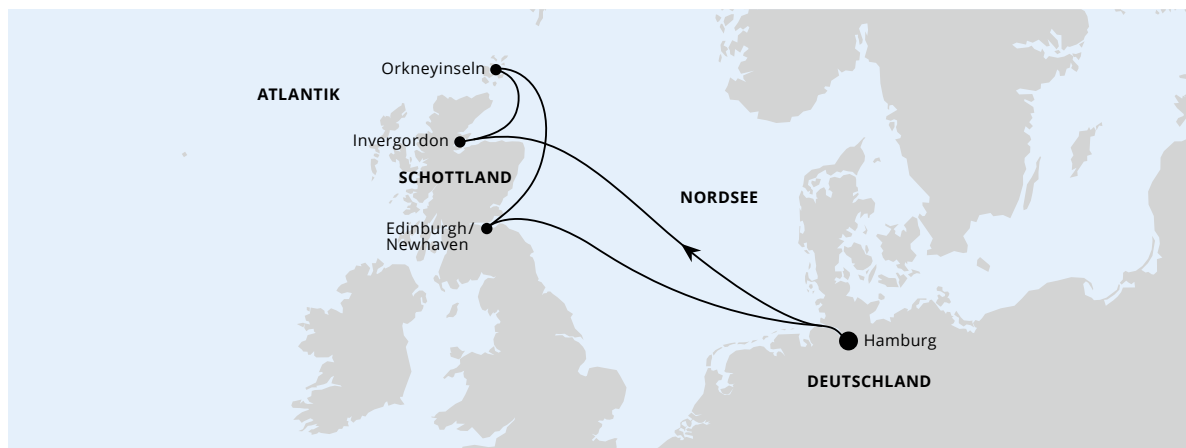 Orkneyinseln
ATLANTIK
Invergordon
SCHOTTLAND
NORDSEE
Edinburgh/
Newhaven
Hamburg
DEUTSCHLAND